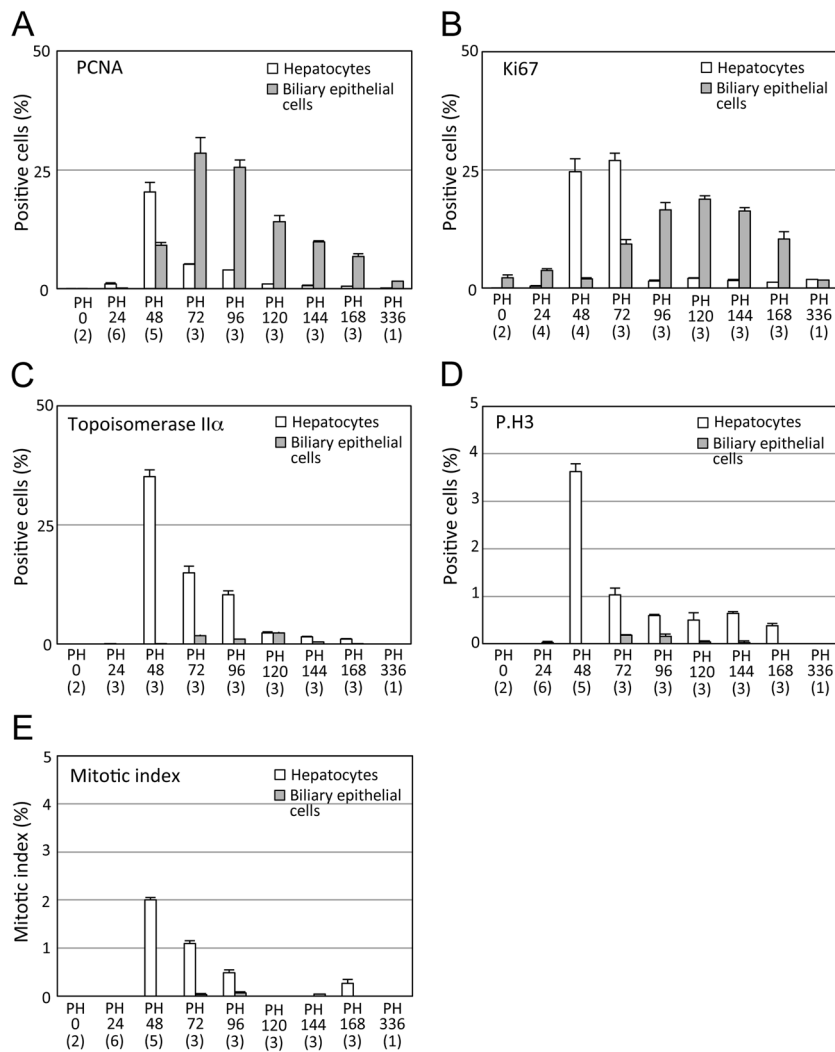 A
PCNA
Hepatocytes
Biliary epithelial
cells
Positive cells (%)
50
25
0
PH PH PH PH PH PH PH PH PH
0 24 48 72 96 120 144 168 336
(2) (6) (5) (3) (3) (3) (3) (3) (1)
B
Ki67
Hepatocytes
Biliary epithelial
cells
Positive cells (%)
50
25
0
PH PH PH PH PH PH PH PH PH
0 24 48 72 96 120 144 168 336
(2) (4) (4) (3) (3) (3) (3) (3) (1)
C
Topoisomerase IIα
Hepatocytes
Biliary epithelial
cells
Positive cells (%)
50
25
0
PH PH PH PH PH PH PH PH PH
0 24 48 72 96 120 144 168 336
(2) (3) (3) (3) (3) (3) (3) (3) (1)
D
P.H3
Hepatocytes
Biliary epithelial
cells
Positive cells (%)
5
4
3
2
1
0
PH PH PH PH PH PH PH PH PH
0 24 48 72 96 120 144 168 336
(2) (6) (5) (3) (3) (3) (3) (3) (1)
E
Mitotic index
Hepatocytes
Biliary epithelial
cells
Mitotic index (%)
5
4
3
2
1
0
PH PH PH PH PH PH PH PH PH
0 24 48 72 96 120 144 168 336
(2) (6) (5) (3) (3) (3) (3) (3) (1)